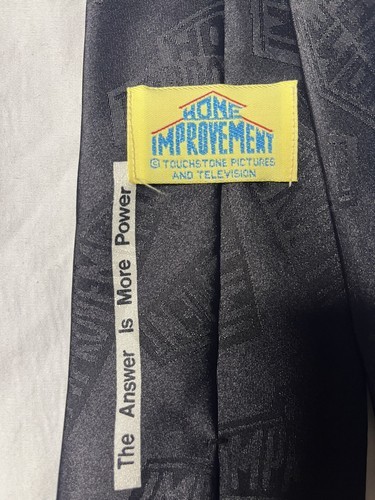 HOME
IMPROVEMENT
© TOUCHSTONE PICTURES
AND TELEVISION
The Answer Is More Power